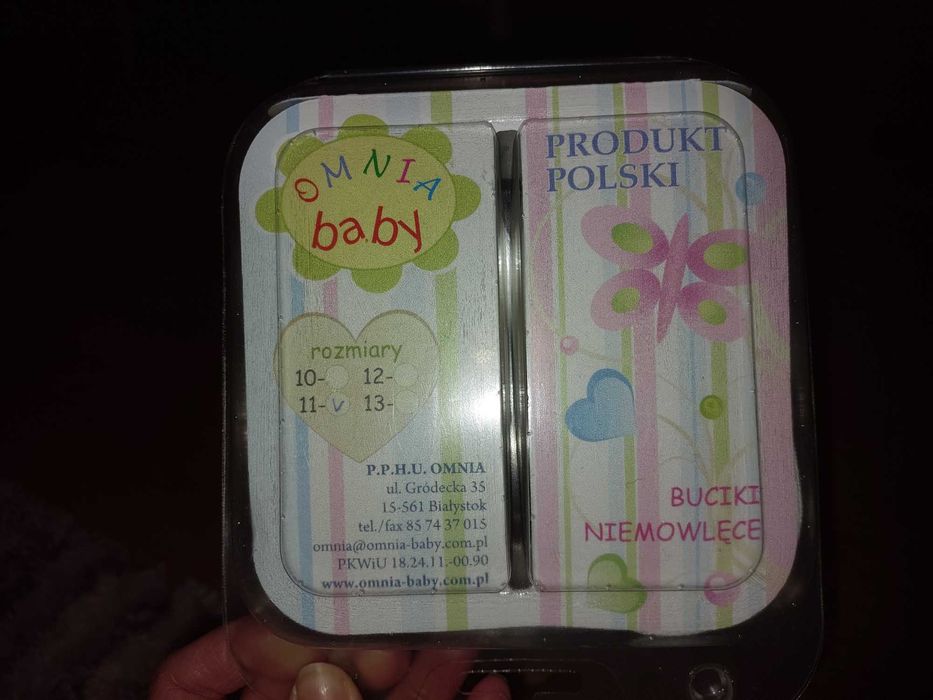 OMNIA
baby
rozmiary
10- 12-
11- v 13-
P.P.H.U. OMNIA
ul. Gródecka 35
15-561 Białystok
tel./fax 85 74 37 015
omnia@omnia-baby.com.pl
PKWiU 18.24.11.-00.90
www.omnia-baby.com.pl
PRODUKT
POLSKI
BUCIKI
NIEMOWLĘCE